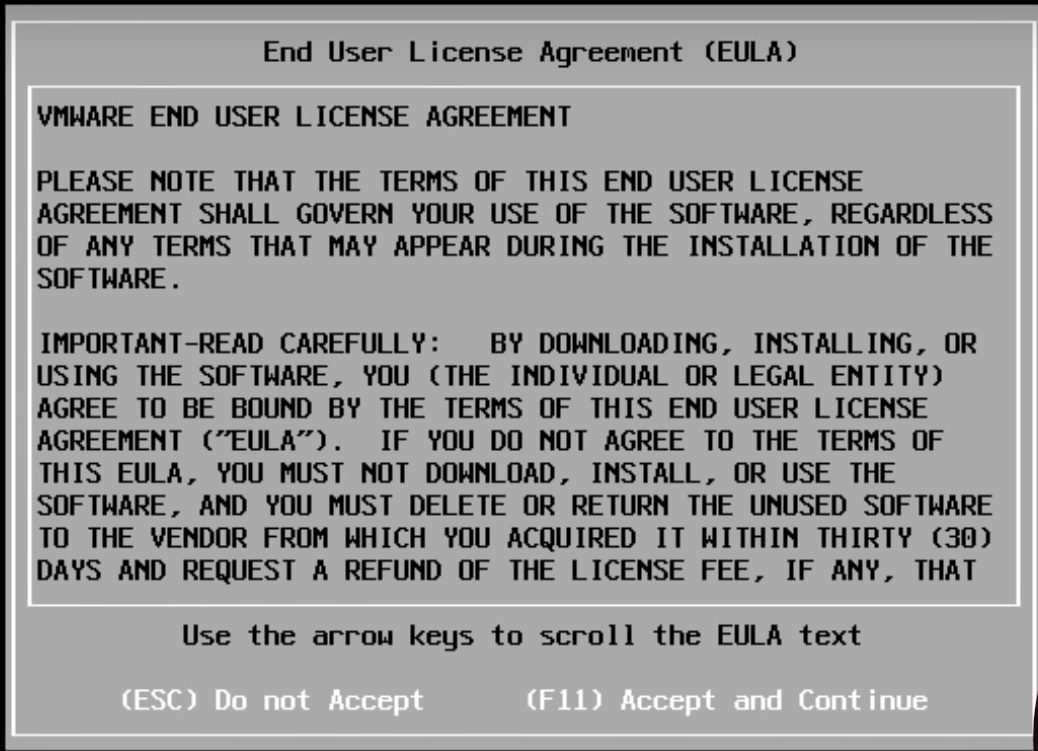 End User License Agreement (EULA)
VMWARE END USER LICENSE AGREEMENT
PLEASE NOTE THAT THE TERMS OF THIS END USER LICENSE
AGREEMENT SHALL GOVERN YOUR USE OF THE SOFTWARE, REGARDLESS
OF ANY TERMS THAT MAY APPEAR DURING THE INSTALLATION OF THE
SOFTWARE.
IMPORTANT-READ CAREFULLY:   BY DOWNLOADING, INSTALLING, OR
USING THE SOFTWARE, YOU (THE INDIVIDUAL OR LEGAL ENTITY)
AGREE TO BE BOUND BY THE TERMS OF THIS END USER LICENSE
AGREEMENT ("EULA").  IF YOU DO NOT AGREE TO THE TERMS OF
THIS EULA, YOU MUST NOT DOWNLOAD, INSTALL, OR USE THE
SOFTWARE, AND YOU MUST DELETE OR RETURN THE UNUSED SOFTWARE
TO THE VENDOR FROM WHICH YOU ACQUIRED IT WITHIN THIRTY (30)
DAYS AND REQUEST A REFUND OF THE LICENSE FEE, IF ANY, THAT
Use the arrow keys to scroll the EULA text
(ESC) Do not Accept (F11) Accept and Continue